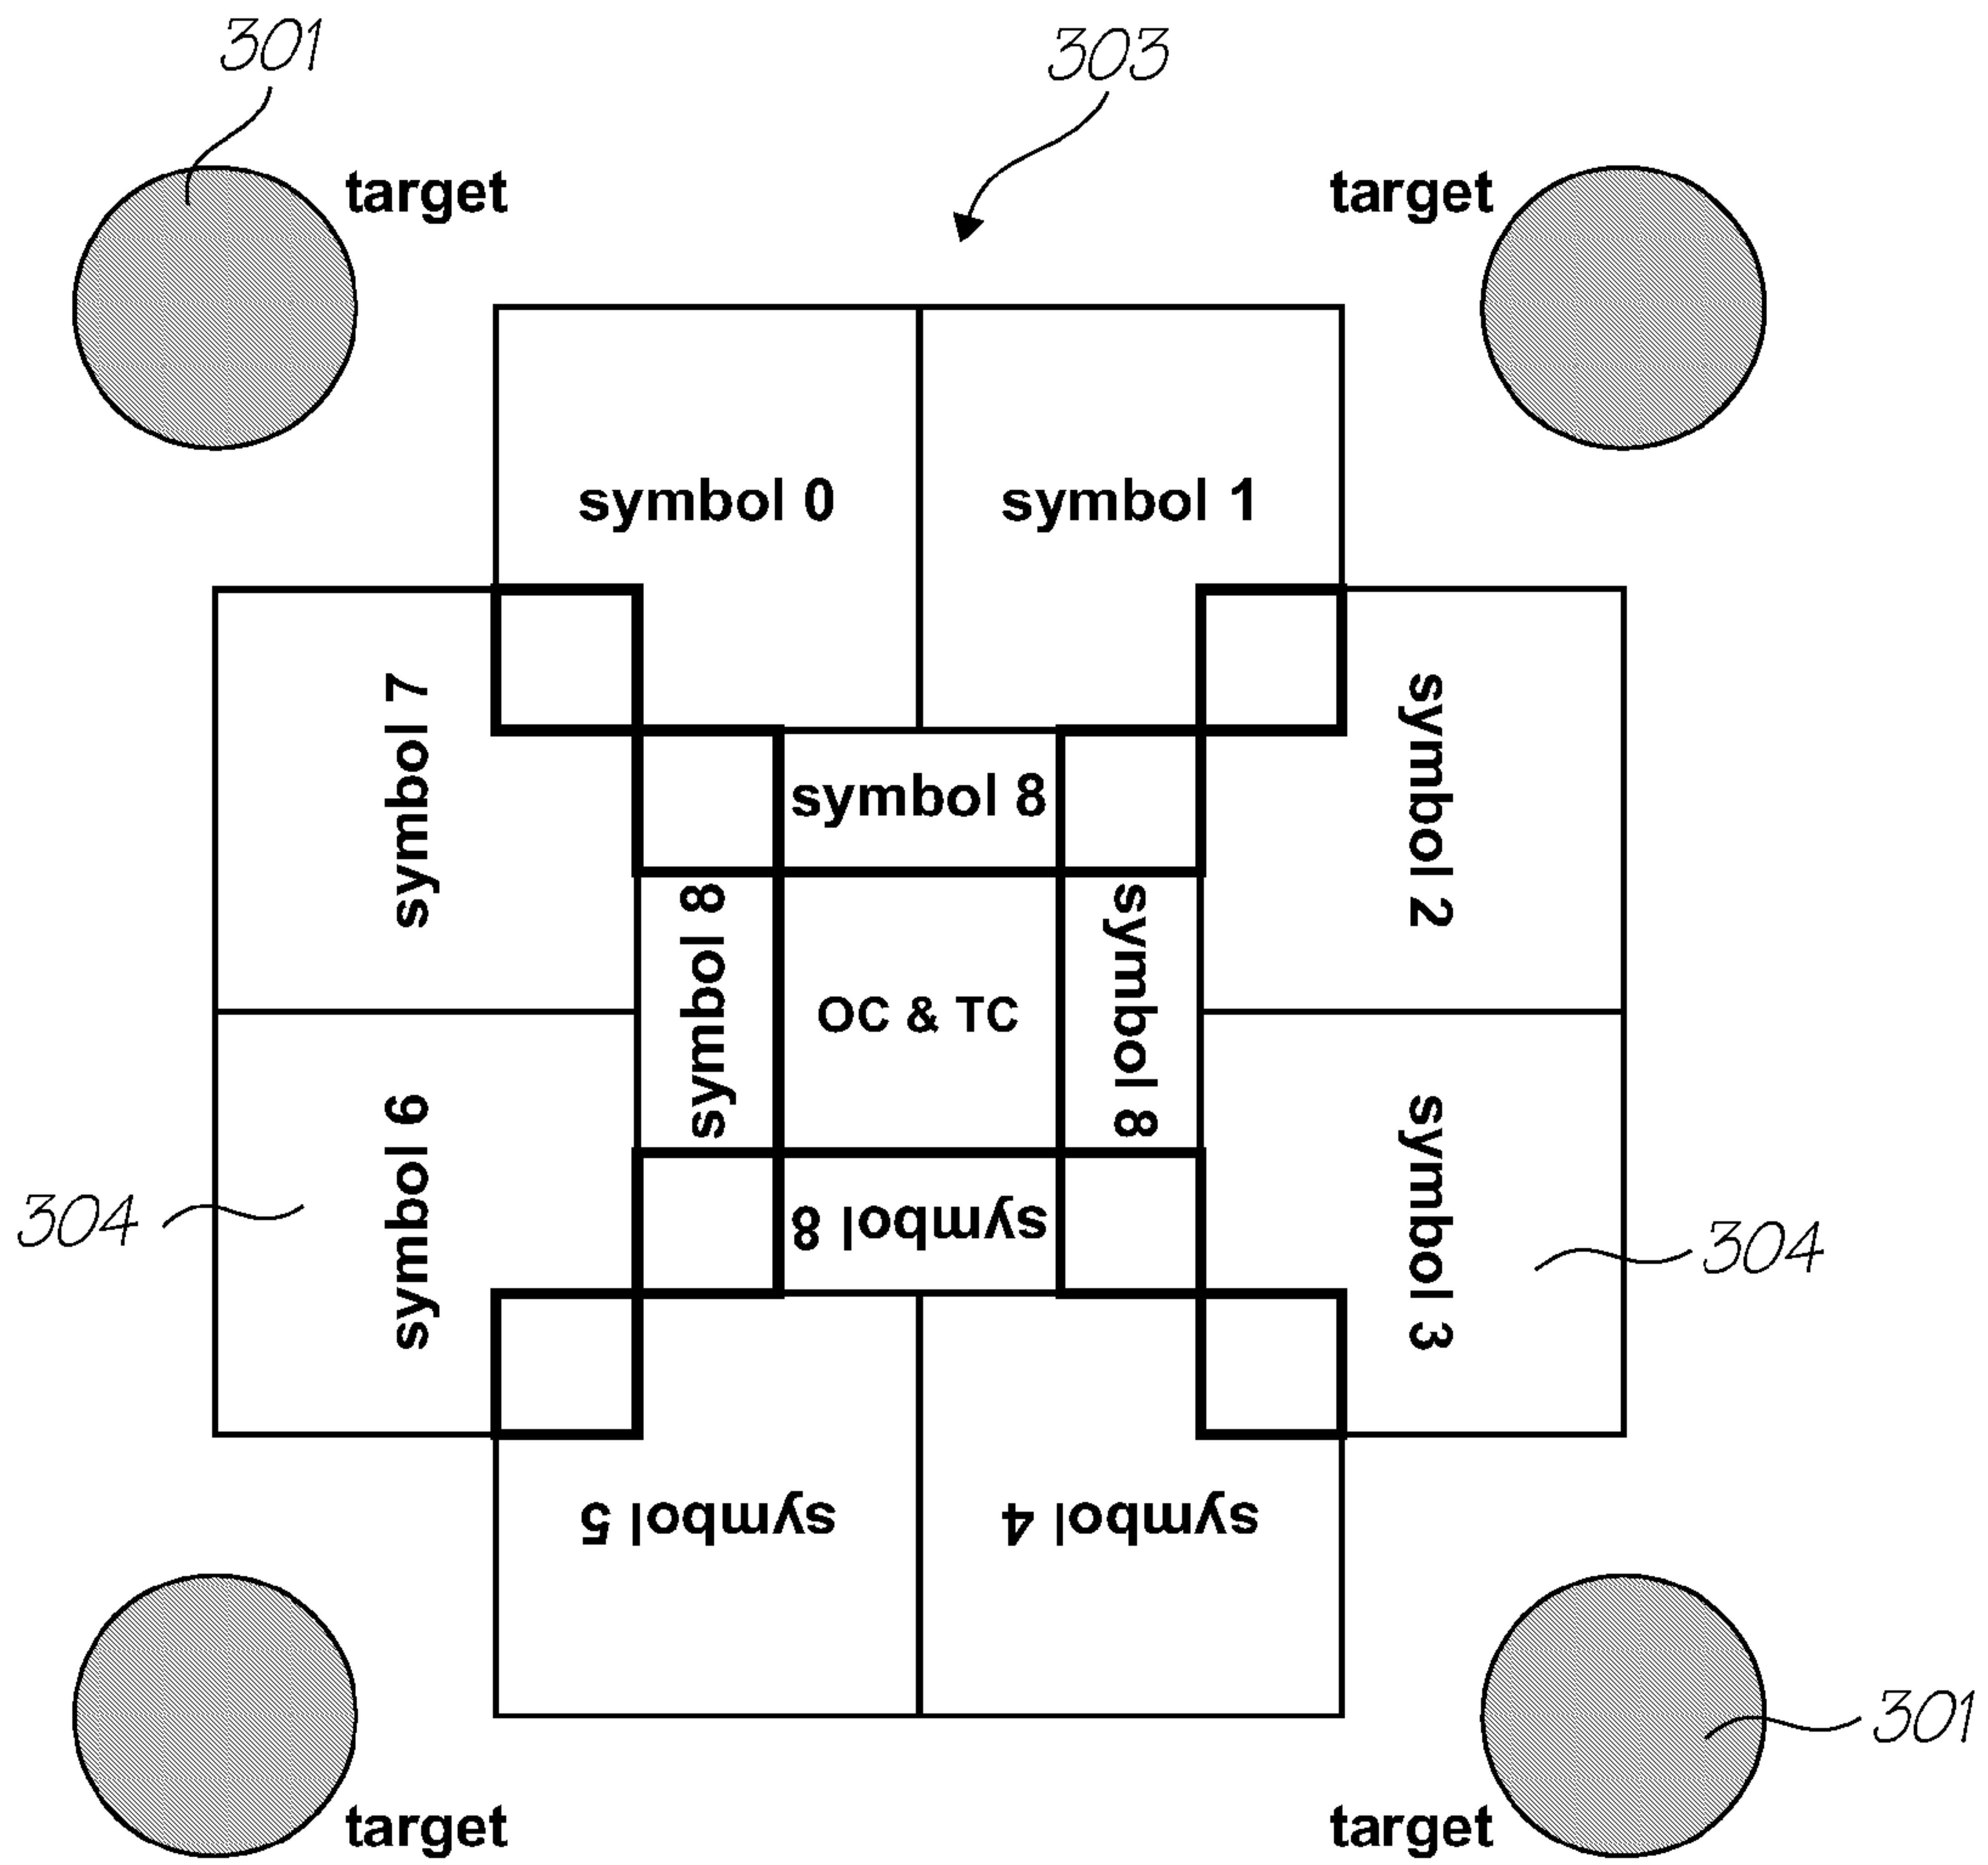 301
303
target
target
symbol 0
symbol 1
symbol 7
symbol 2
symbol 8
symbol 8
symbol 8
OC & TC
symbol 6
symbol 3
304
304
symbol 8
symbol 5
symbol 4
301
target
target